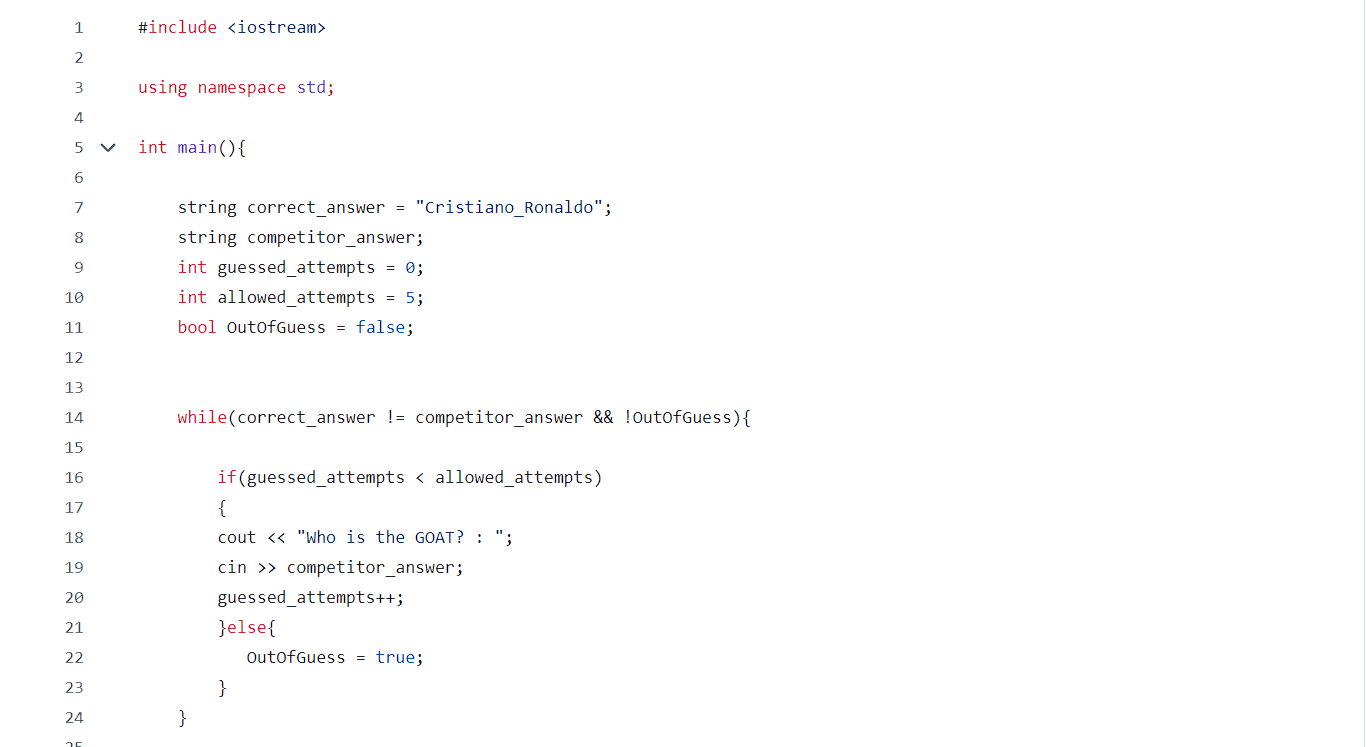 1 #include <iostream>
2
3 using namespace std;
4
5 int main(){
6
7 string correct_answer = "Cristiano_Ronaldo";
8 string competitor_answer;
9 int guessed_attempts = 0;
10 int allowed_attempts = 5;
11 bool OutOfGuess = false;
12
13
14 while(correct_answer != competitor_answer && !OutOfGuess){
15
16 if(guessed_attempts < allowed_attempts)
17 {
18 cout << "Who is the GOAT? : ";
19 cin >> competitor_answer;
20 guessed_attempts++;
21 }else{
22 OutOfGuess = true;
23 }
24 }
25